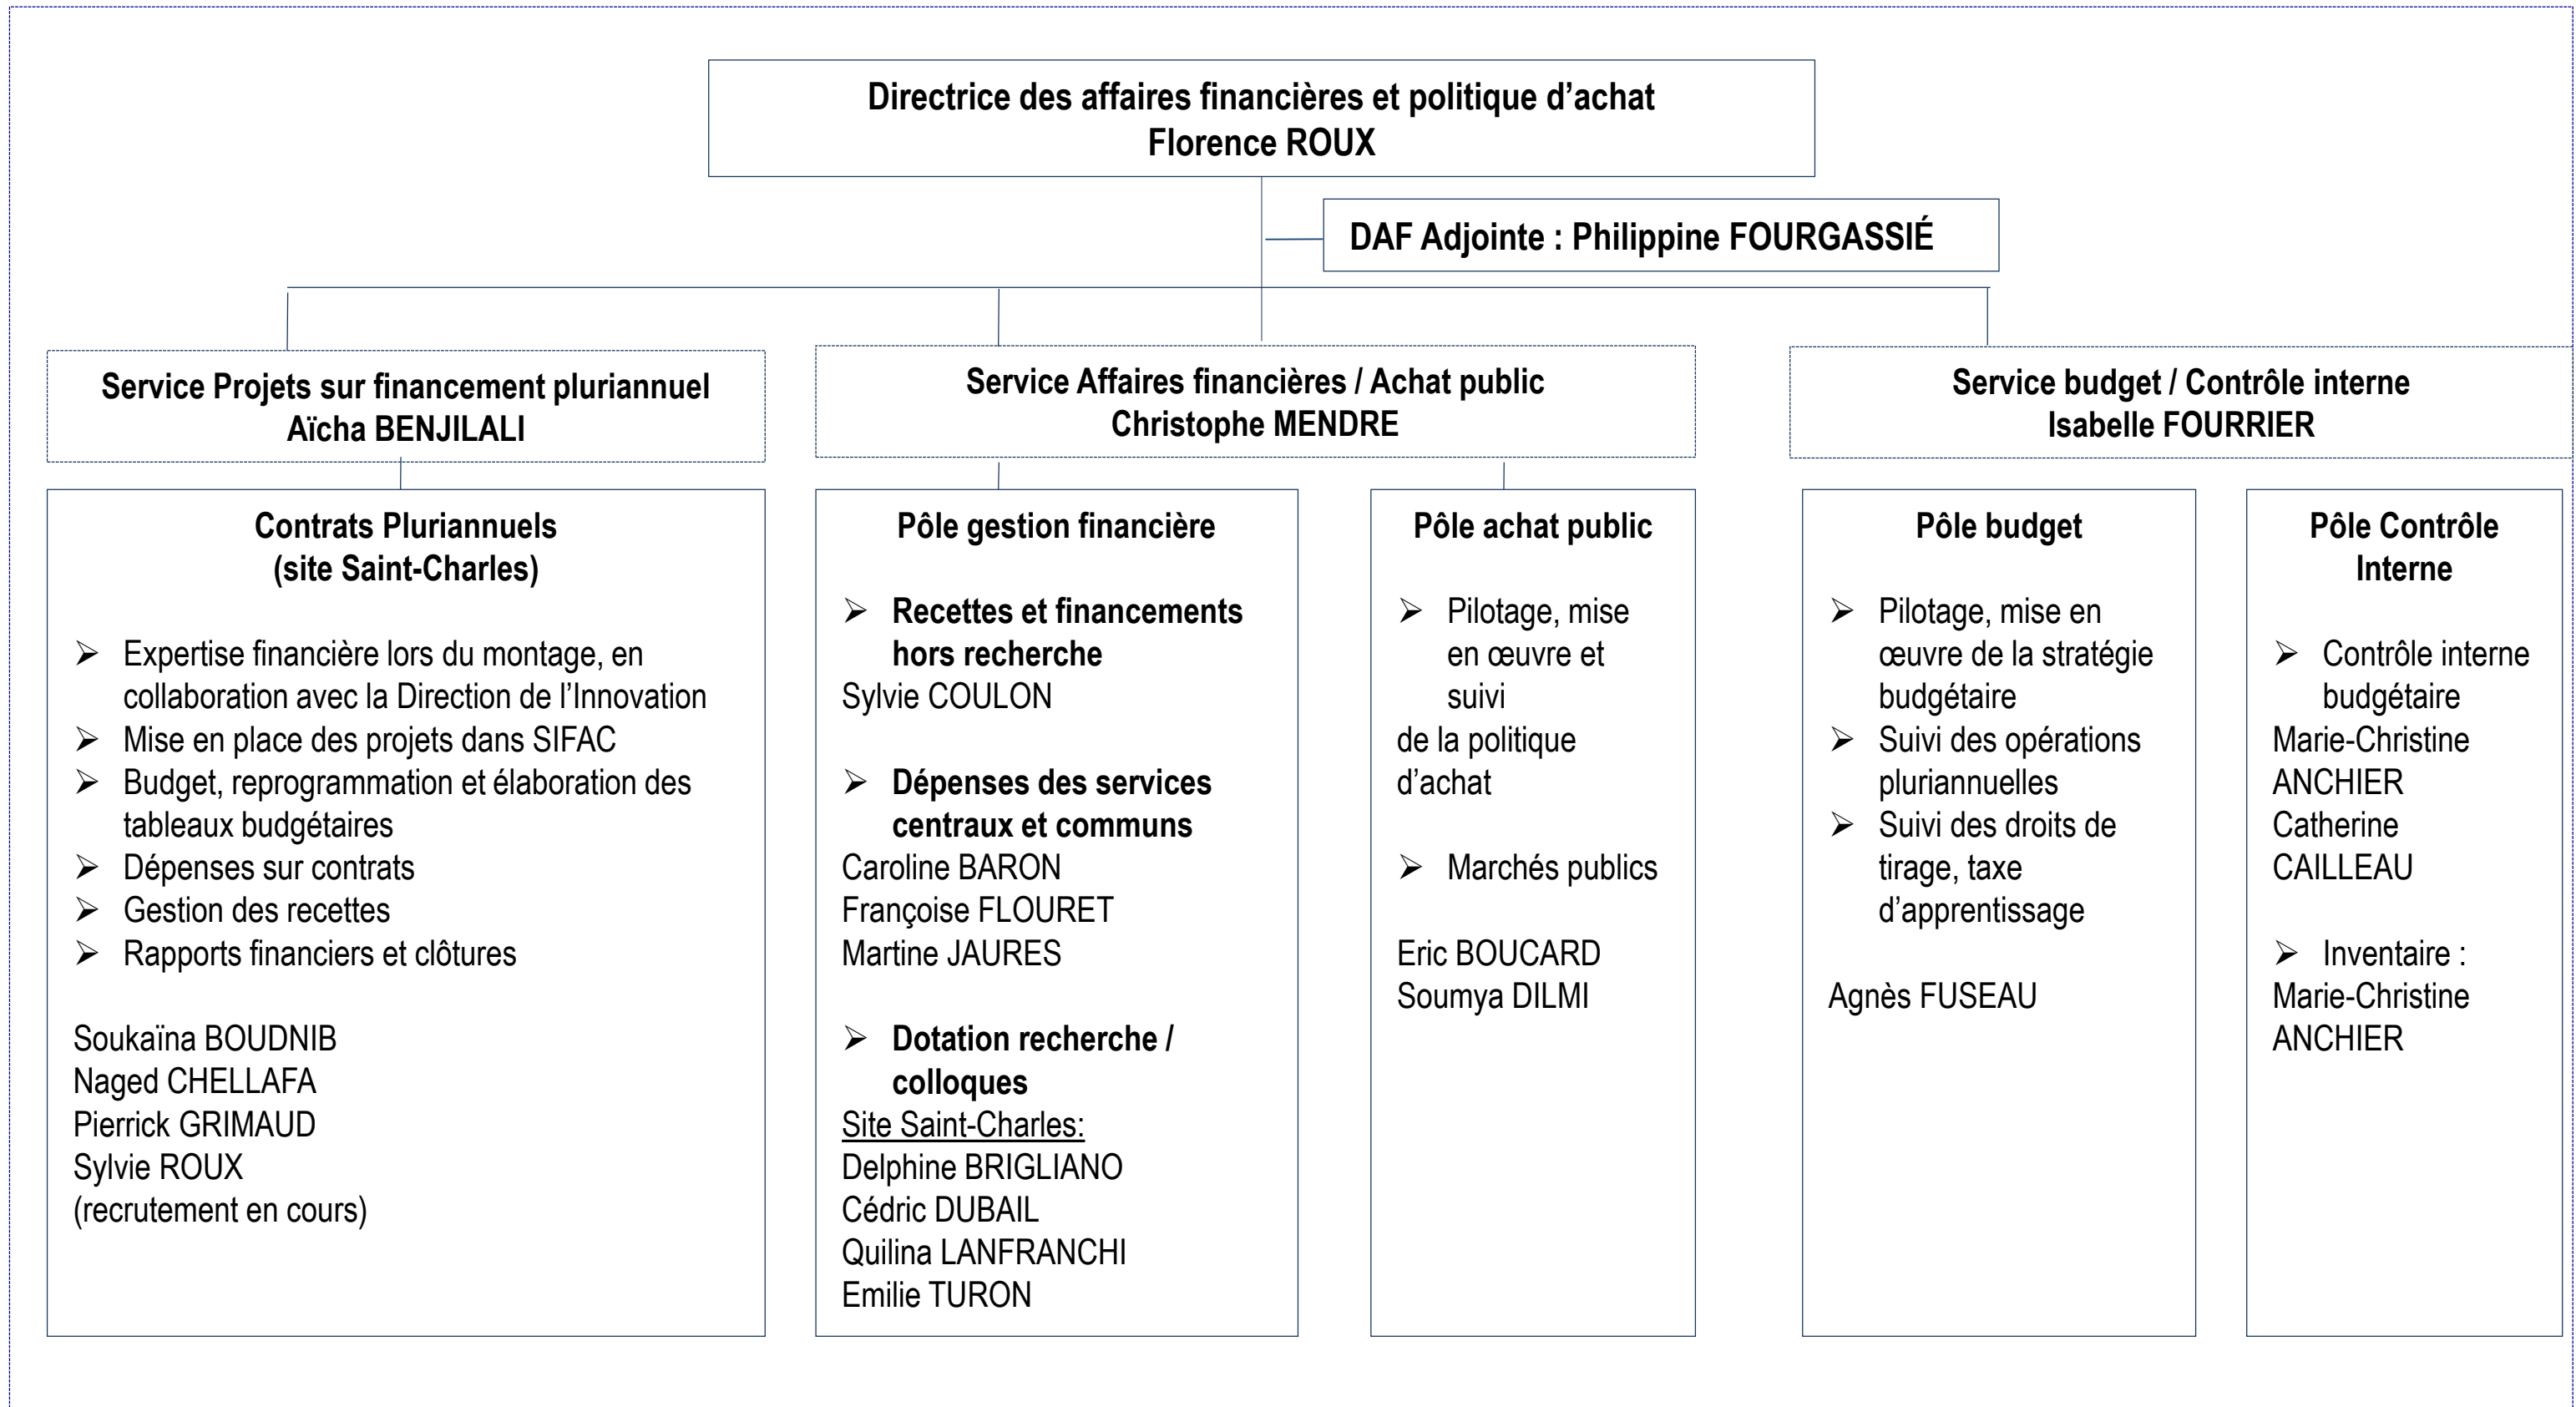 Directrice des affaires financières et politique d’achat
Florence ROUX
DAF Adjointe : Philippine FOURGASSIÉ
Service Projets sur financement pluriannuel
Aïcha BENJILALI
Service Affaires financières / Achat public
Christophe MENDRE
Service budget / Contrôle interne
Isabelle FOURRIER
Contrats Pluriannuels
(site Saint-Charles)
➢ Expertise financière lors du montage, en
collaboration avec la Direction de l’Innovation
➢ Mise en place des projets dans SIFAC
➢ Budget, reprogrammation et élaboration des
tableaux budgétaires
➢ Dépenses sur contrats
➢ Gestion des recettes
➢ Rapports financiers et clôtures
Soukaïna BOUDNIB
Naged CHELLAFA
Pierrick GRIMAUD
Sylvie ROUX
(recrutement en cours)
Pôle gestion financière
➢ Recettes et financements
hors recherche
Sylvie COULON
➢ Dépenses des services
centraux et communs
Caroline BARON
Françoise FLOURET
Martine JAURES
➢ Dotation recherche /
colloques
Site Saint-Charles:
Delphine BRIGLIANO
Cédric DUBAIL
Quilina LANFRANCHI
Emilie TURON
Pôle achat public
➢ Pilotage, mise
en œuvre et
suivi
de la politique
d’achat
➢ Marchés publics
Eric BOUCARD
Soumya DILMI
Pôle budget
➢ Pilotage, mise en
œuvre de la stratégie
budgétaire
➢ Suivi des opérations
pluriannuelles
➢ Suivi des droits de
tirage, taxe
d’apprentissage
Agnès FUSEAU
Pôle Contrôle
Interne
➢ Contrôle interne
budgétaire
Marie-Christine
ANCHIER
Catherine
CAILLEAU
➢ Inventaire :
Marie-Christine
ANCHIER